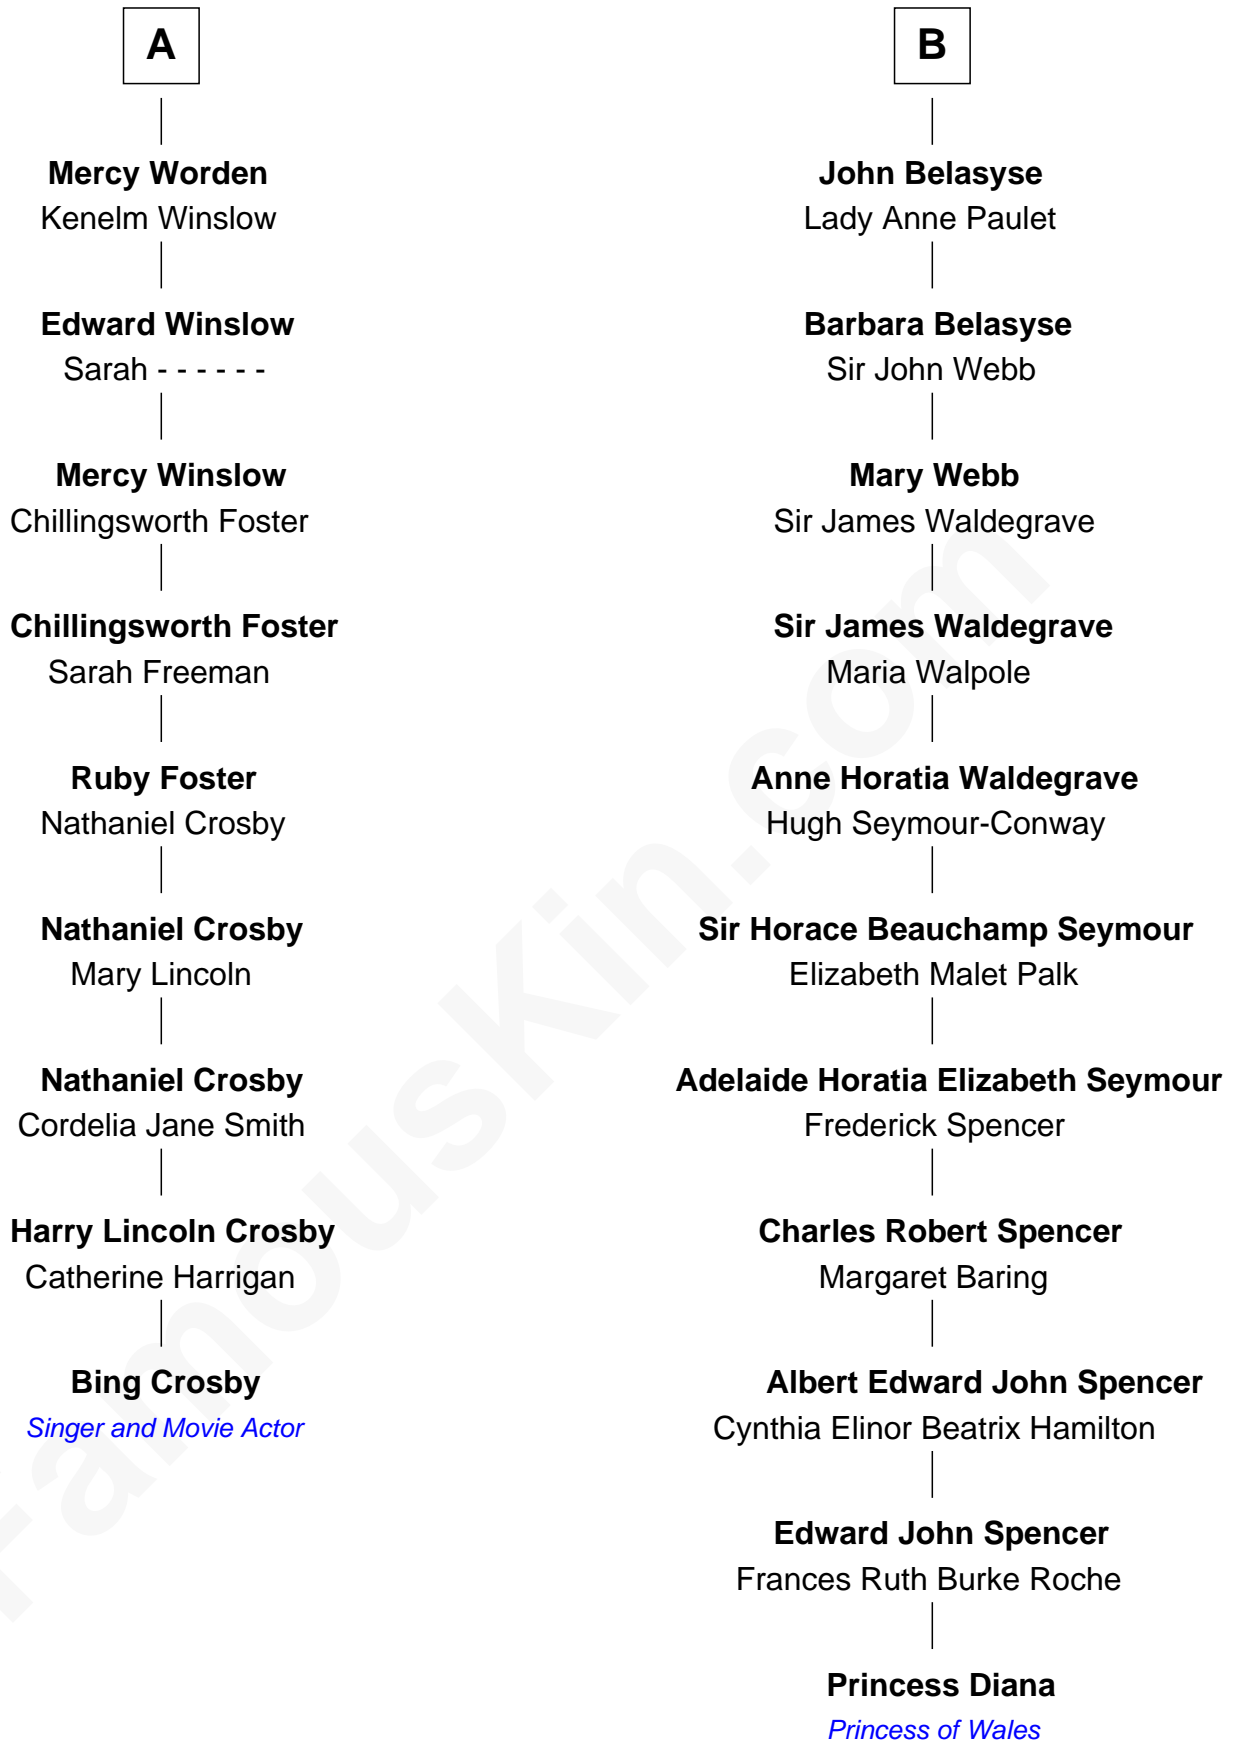 A
Mercy Worden
Kenelm Winslow
Edward Winslow
Sarah - - - - - -
Mercy Winslow
Chillingsworth Foster
Chillingsworth Foster
Sarah Freeman
Ruby Foster
Nathaniel Crosby
Nathaniel Crosby
Mary Lincoln
Nathaniel Crosby
Cordelia Jane Smith
Harry Lincoln Crosby
Catherine Harrigan
Bing Crosby
Singer and Movie Actor
B
John Belasyse
Lady Anne Paulet
Barbara Belasyse
Sir John Webb
Mary Webb
Sir James Waldegrave
Sir James Waldegrave
Maria Walpole
Anne Horatia Waldegrave
Hugh Seymour-Conway
Sir Horace Beauchamp Seymour
Elizabeth Malet Palk
Adelaide Horatia Elizabeth Seymour
Frederick Spencer
Charles Robert Spencer
Margaret Baring
Albert Edward John Spencer
Cynthia Elinor Beatrix Hamilton
Edward John Spencer
Frances Ruth Burke Roche
Princess Diana
Princess of Wales
FamousKin.com